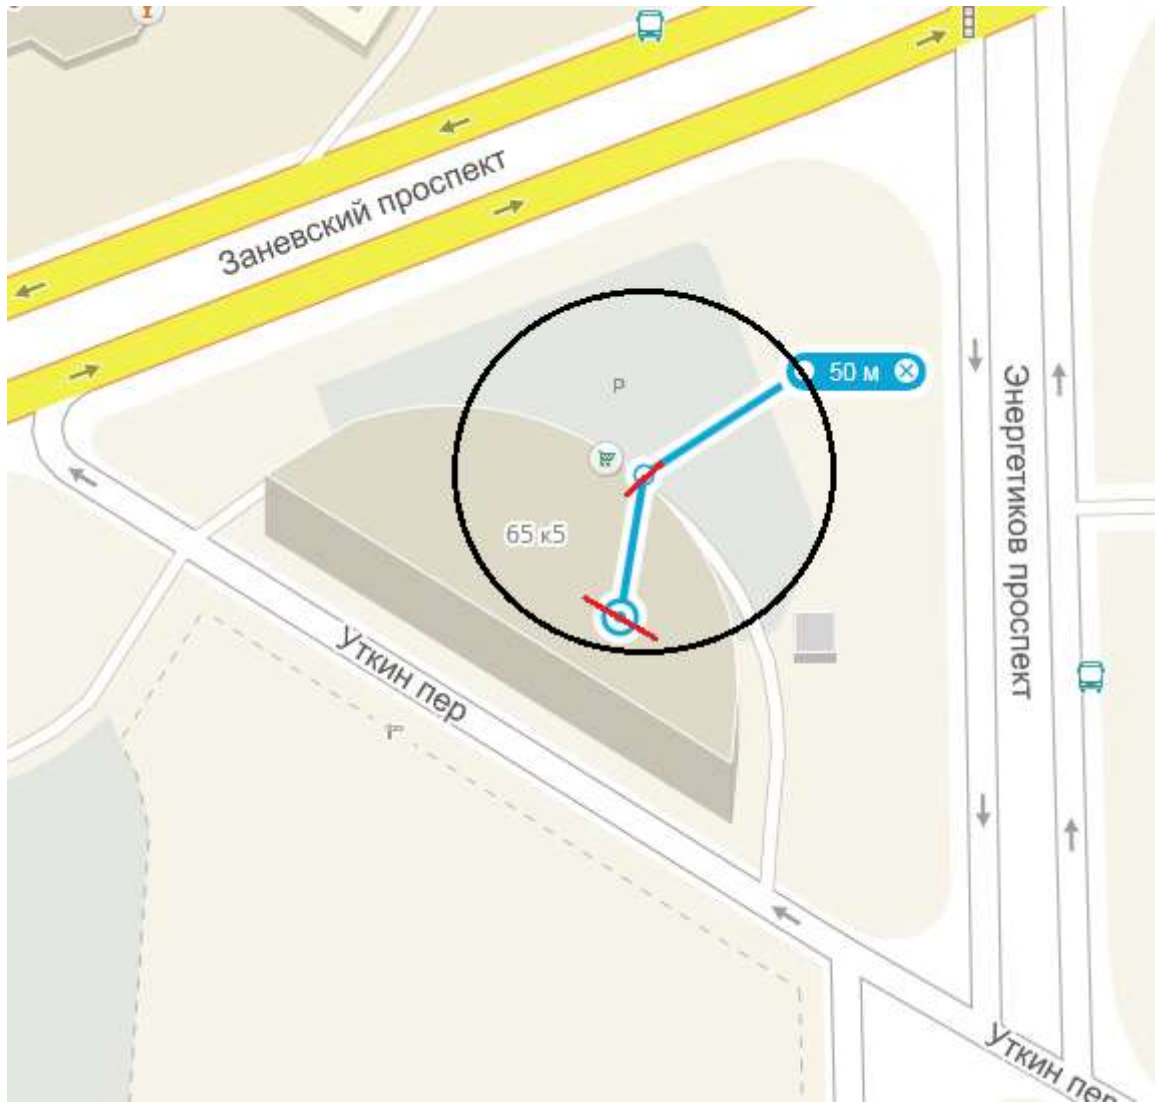 Заневский проспект
P
50 м
65 к5
Энергетиков проспект
Уткин пер
Уткин пер